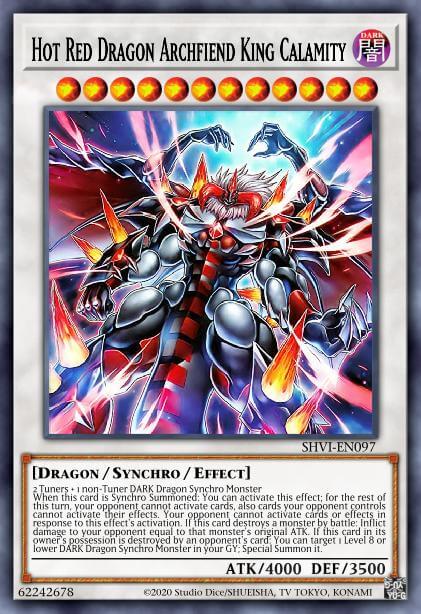 HOT RED DRAGON ARCHFIEND KING CALAMITY
DARK
闇
SHVI-EN097
[DRAGON / SYNCHRO / EFFECT]
2 Tuners + 1 non-Tuner DARK Dragon Synchro Monster
When this card is Synchro Summoned: You can activate this effect; for the rest
of this turn, your opponent cannot activate cards, also cards your opponent controls
cannot activate their effects. Your opponent cannot activate cards or effects in
response to this effect's activation. If this card destroys a monster by battle: Inflict
damage to your opponent equal to that monster's original ATK. If this card in its
owner's possession is destroyed by an opponent's card: You can target 1 Level 8 or
lower DARK Dragon Synchro Monster in your GY; Special Summon it.
ATK/4000 DEF/3500
62242678
©2020 Studio Dice/SHUEISHA, TV TOKYO, KONAMI